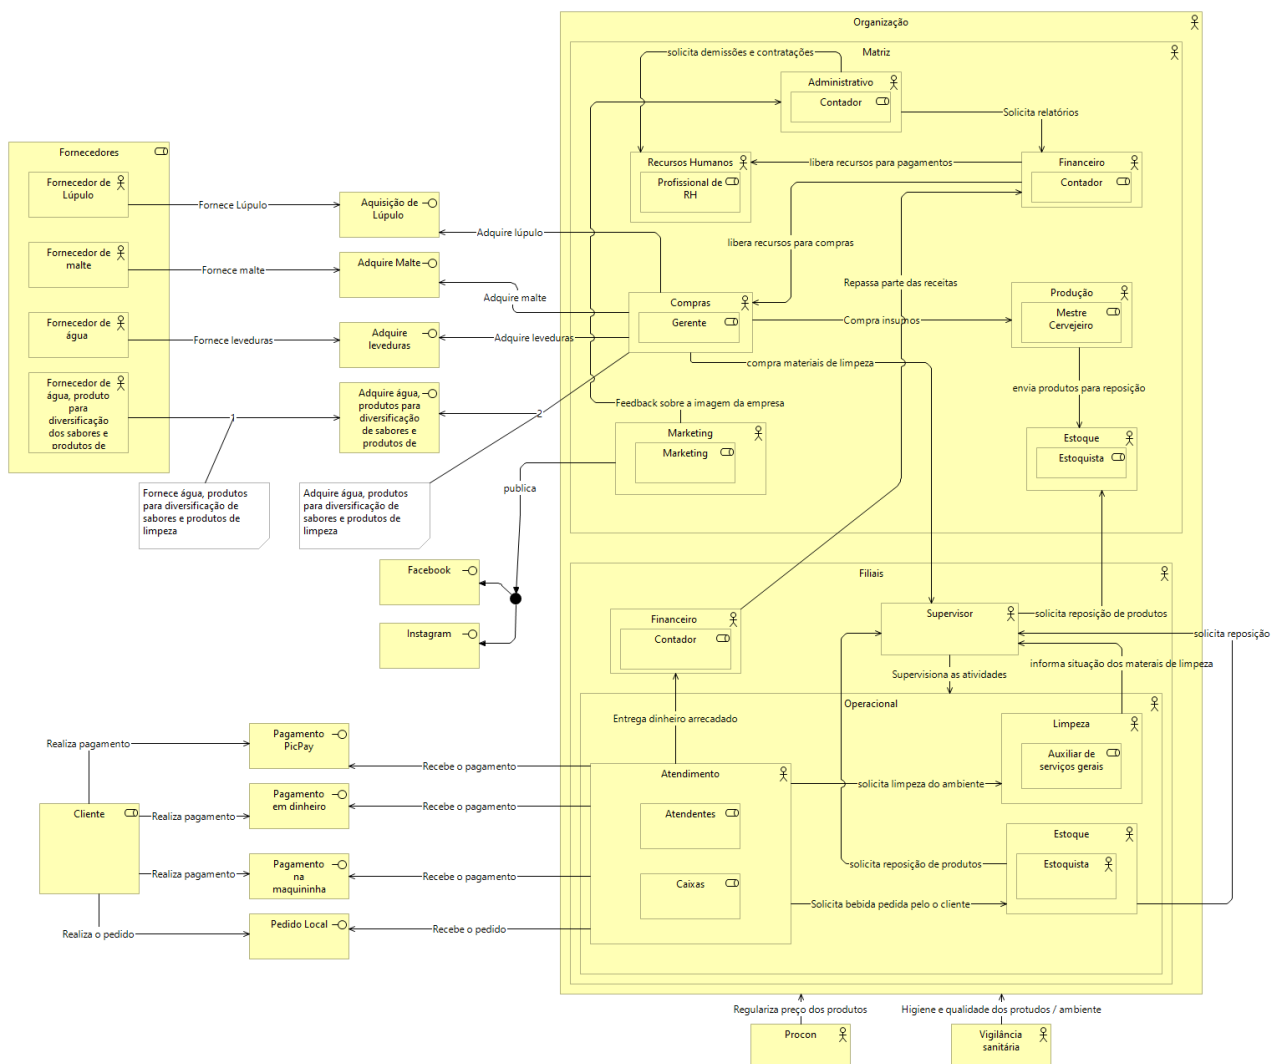 Organização
Matriz
solicita demissões e contratações
Administrativo
Contador
Solicita relatórios
Fornecedores
Fornecedor de
Lúpulo
Fornece Lúpulo
Aquisição de
Lúpulo
Adquire lúpulo
Recursos Humanos
Profissional de
RH
libera recursos para pagamentos
Financeiro
Contador
libera recursos para compras
Fornecedor de
malte
Fornece malte
Adquire Malte
Adquire malte
Repassa parte das receitas
Compras
Gerente
Compra insumos
Produção
Mestre
Cervejeiro
Fornecedor de
água
Fornece leveduras
Adquire
leveduras
Adquire leveduras
compra materiais de limpeza
envia produtos para reposição
Fornecedor de
água, produto
para
diversificação
dos sabores e
produtos de
1
Adquire água,
produtos para
diversificação
de sabores e
produtos de
2
Feedback sobre a imagem da empresa
Marketing
Marketing
Estoque
Estoquista
publica
Fornece água, produtos
para diversificação de
sabores e produtos de
limpeza
Adquire água, produtos
para diversificação de
sabores e produtos de
limpeza
Facebook
Instagram
Filiais
Financeiro
Contador
Supervisor
solicita reposição de produtos
solicita reposição
informa situação dos materais de limpeza
Supervisiona as atividades
Operacional
Entrega dinheiro arrecadado
Limpeza
Auxiliar de
serviços gerais
Realiza pagamento
Pagamento
PicPay
Recebe o pagamento
Atendimento
solicita limpeza do ambiente
Cliente
Realiza pagamento
Pagamento
em dinheiro
Recebe o pagamento
Atendentes
Estoque
Estoquista
solicita reposição de produtos
Realiza pagamento
Pagamento
na
maquininha
Recebe o pagamento
Caixas
Solicita bebida pedida pelo o cliente
Realiza o pedido
Pedido Local
Recebe o pedido
Regulariza preço dos produtos
Higiene e qualidade dos protudos / ambiente
Procon
Vigilância
sanitária